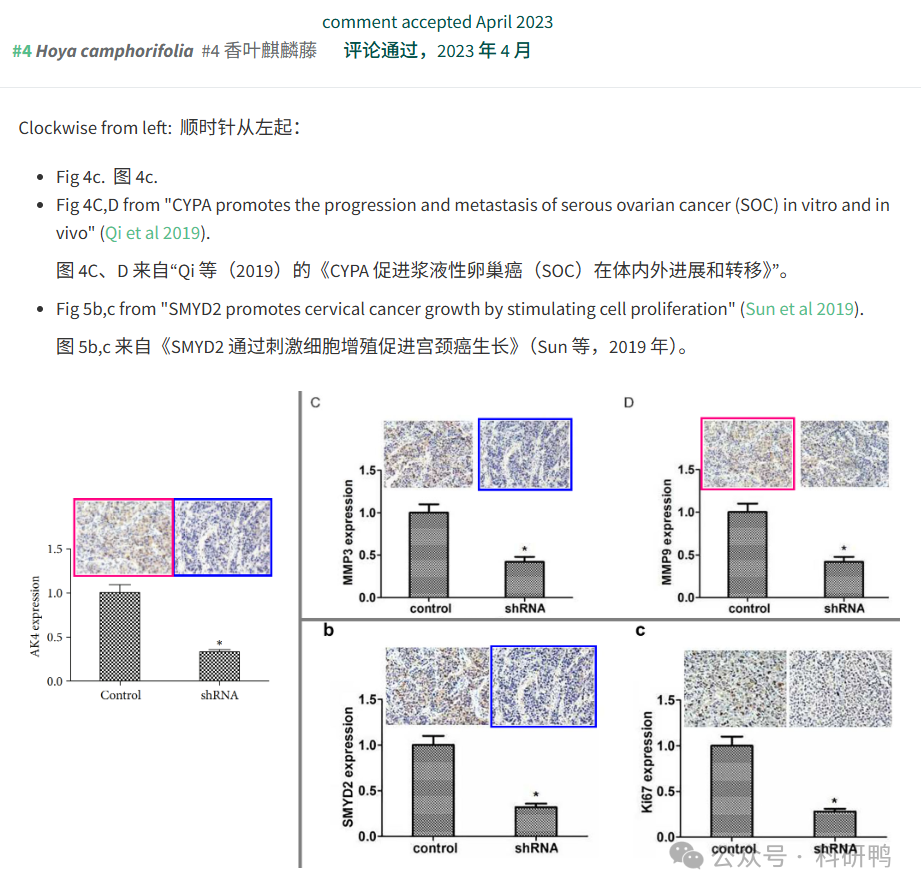 comment accepted April 2023
#4 Hoya camphorifolia #4 香叶麒麟藤 评论通过，2023 年 4 月
Clockwise from left: 顺时针从左起：
Fig 4c. 图 4c.
Fig 4C,D from "CYPA promotes the progression and metastasis of serous ovarian cancer (SOC) in vitro and in
vivo" (Qi et al 2019).
图 4C、D 来自“Qi 等（2019）的《CYPA 促进浆液性卵巢癌（SOC）在体内外进展和转移》”。
Fig 5b,c from "SMYD2 promotes cervical cancer growth by stimulating cell proliferation" (Sun et al 2019).
图 5b,c 来自《SMYD2 通过刺激细胞增殖促进宫颈癌生长》（Sun 等，2019 年）。
AK4 expression
1.5
1.0
0.5
0.0
*
Control shRNA
C
MMP3 expression
1.5
1.0
0.5
0.0
*
control shRNA
D
MMP9 expression
1.5
1.0
0.5
0.0
*
control shRNA
b
SMYD2 expression
1.5
1.0
0.5
0.0
*
control shRNA
c
Ki67 expression
1.5
1.0
0.5
0.0
*
control shRNA
公众号 · 科研鸭